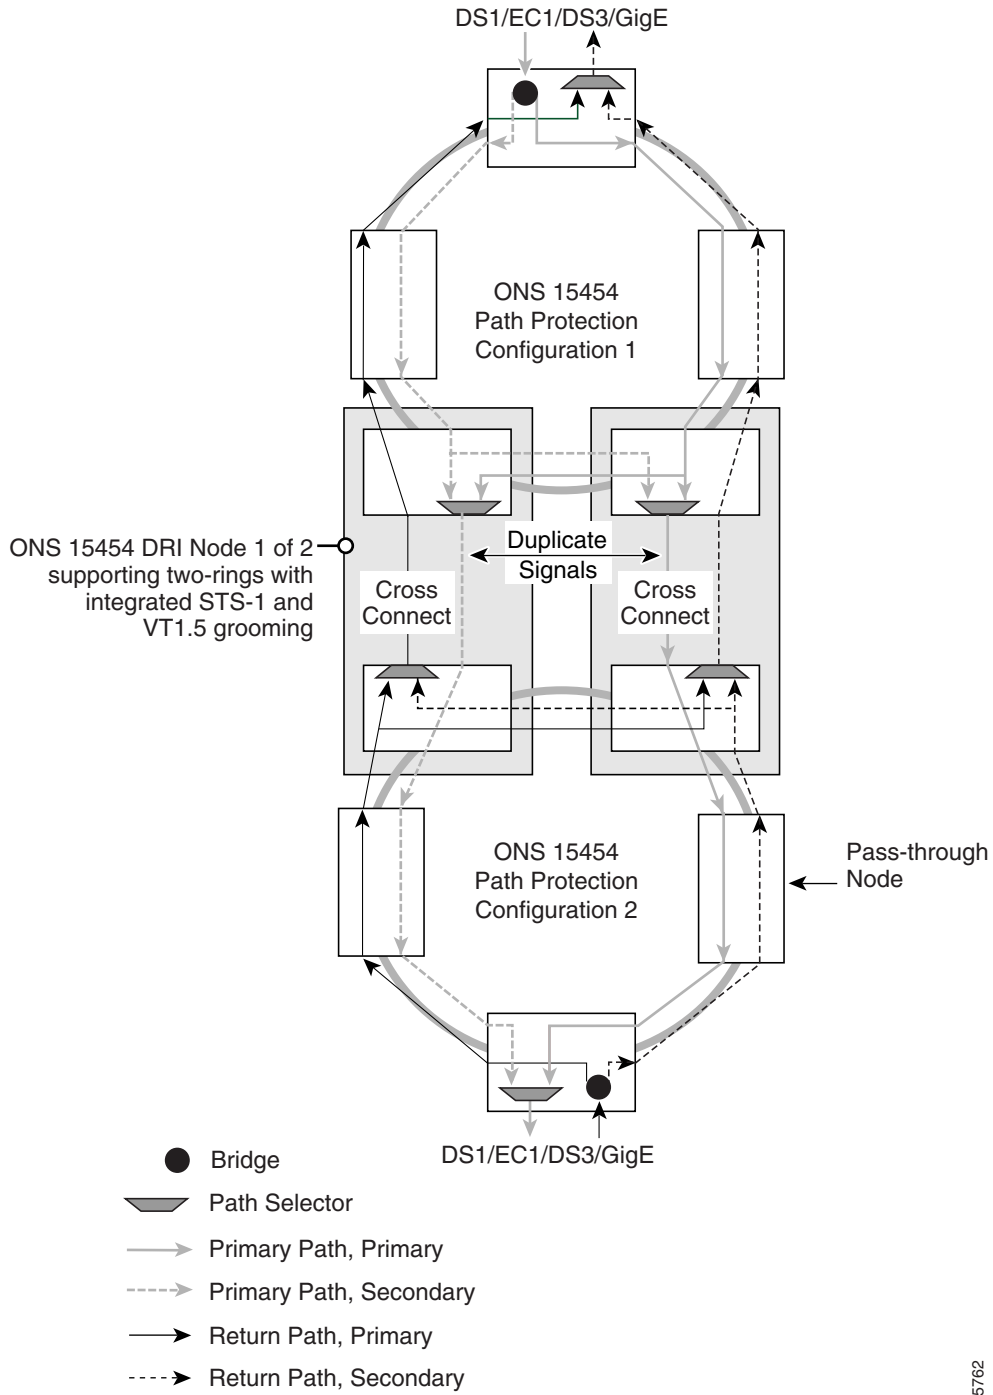 DS1/EC1/DS3/GigE
ONS 15454
Path Protection
Configuration 1
Duplicate
Signals
ONS 15454 DRI Node 1 of 2
supporting two-rings with
integrated STS-1 and
VT1.5 grooming
Cross
Connect
Cross
Connect
ONS 15454
Path Protection
Configuration 2
Pass-through
Node
DS1/EC1/DS3/GigE
Bridge
Path Selector
Primary Path, Primary
Primary Path, Secondary
Return Path, Primary
Return Path, Secondary
5762